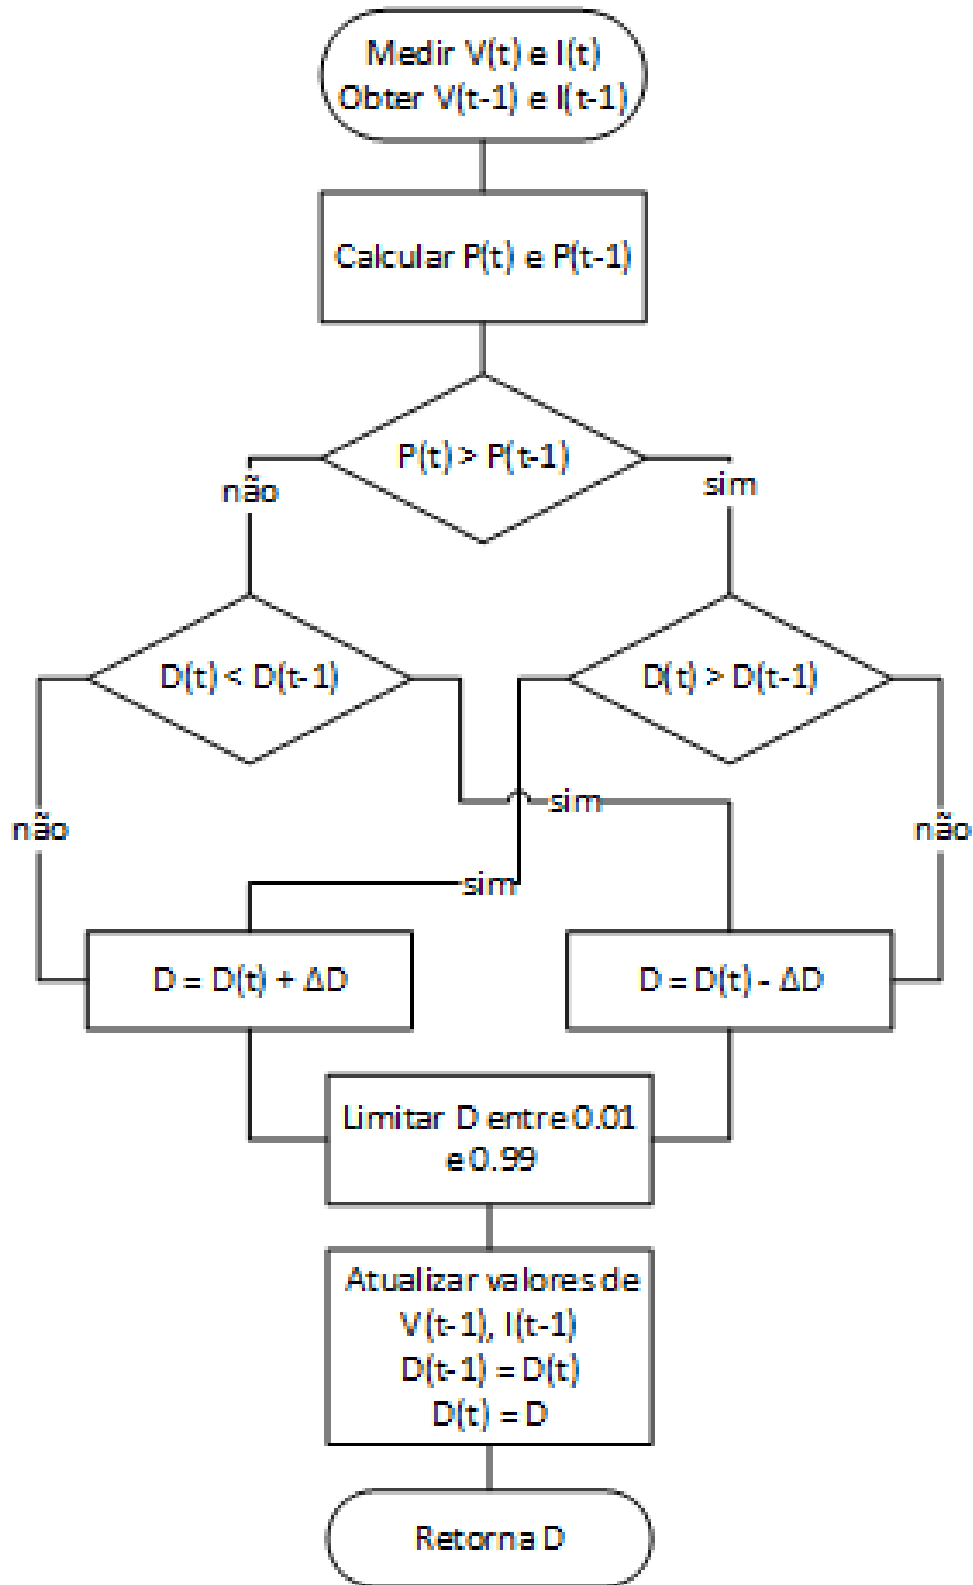 Medir V(t) e I(t)
Obter V(t-1) e I(t-1)
Calcular P(t) e P(t-1)
P(t) > P(t-1)
não
sim
D(t) < D(t-1)
D(t) > D(t-1)
sim
não
não
sim
D = D(t) + ΔD
D = D(t) - ΔD
Limitar D entre 0.01
e 0.99
Atualizar valores de
V(t-1), I(t-1)
D(t-1) = D(t)
D(t) = D
Retorna D